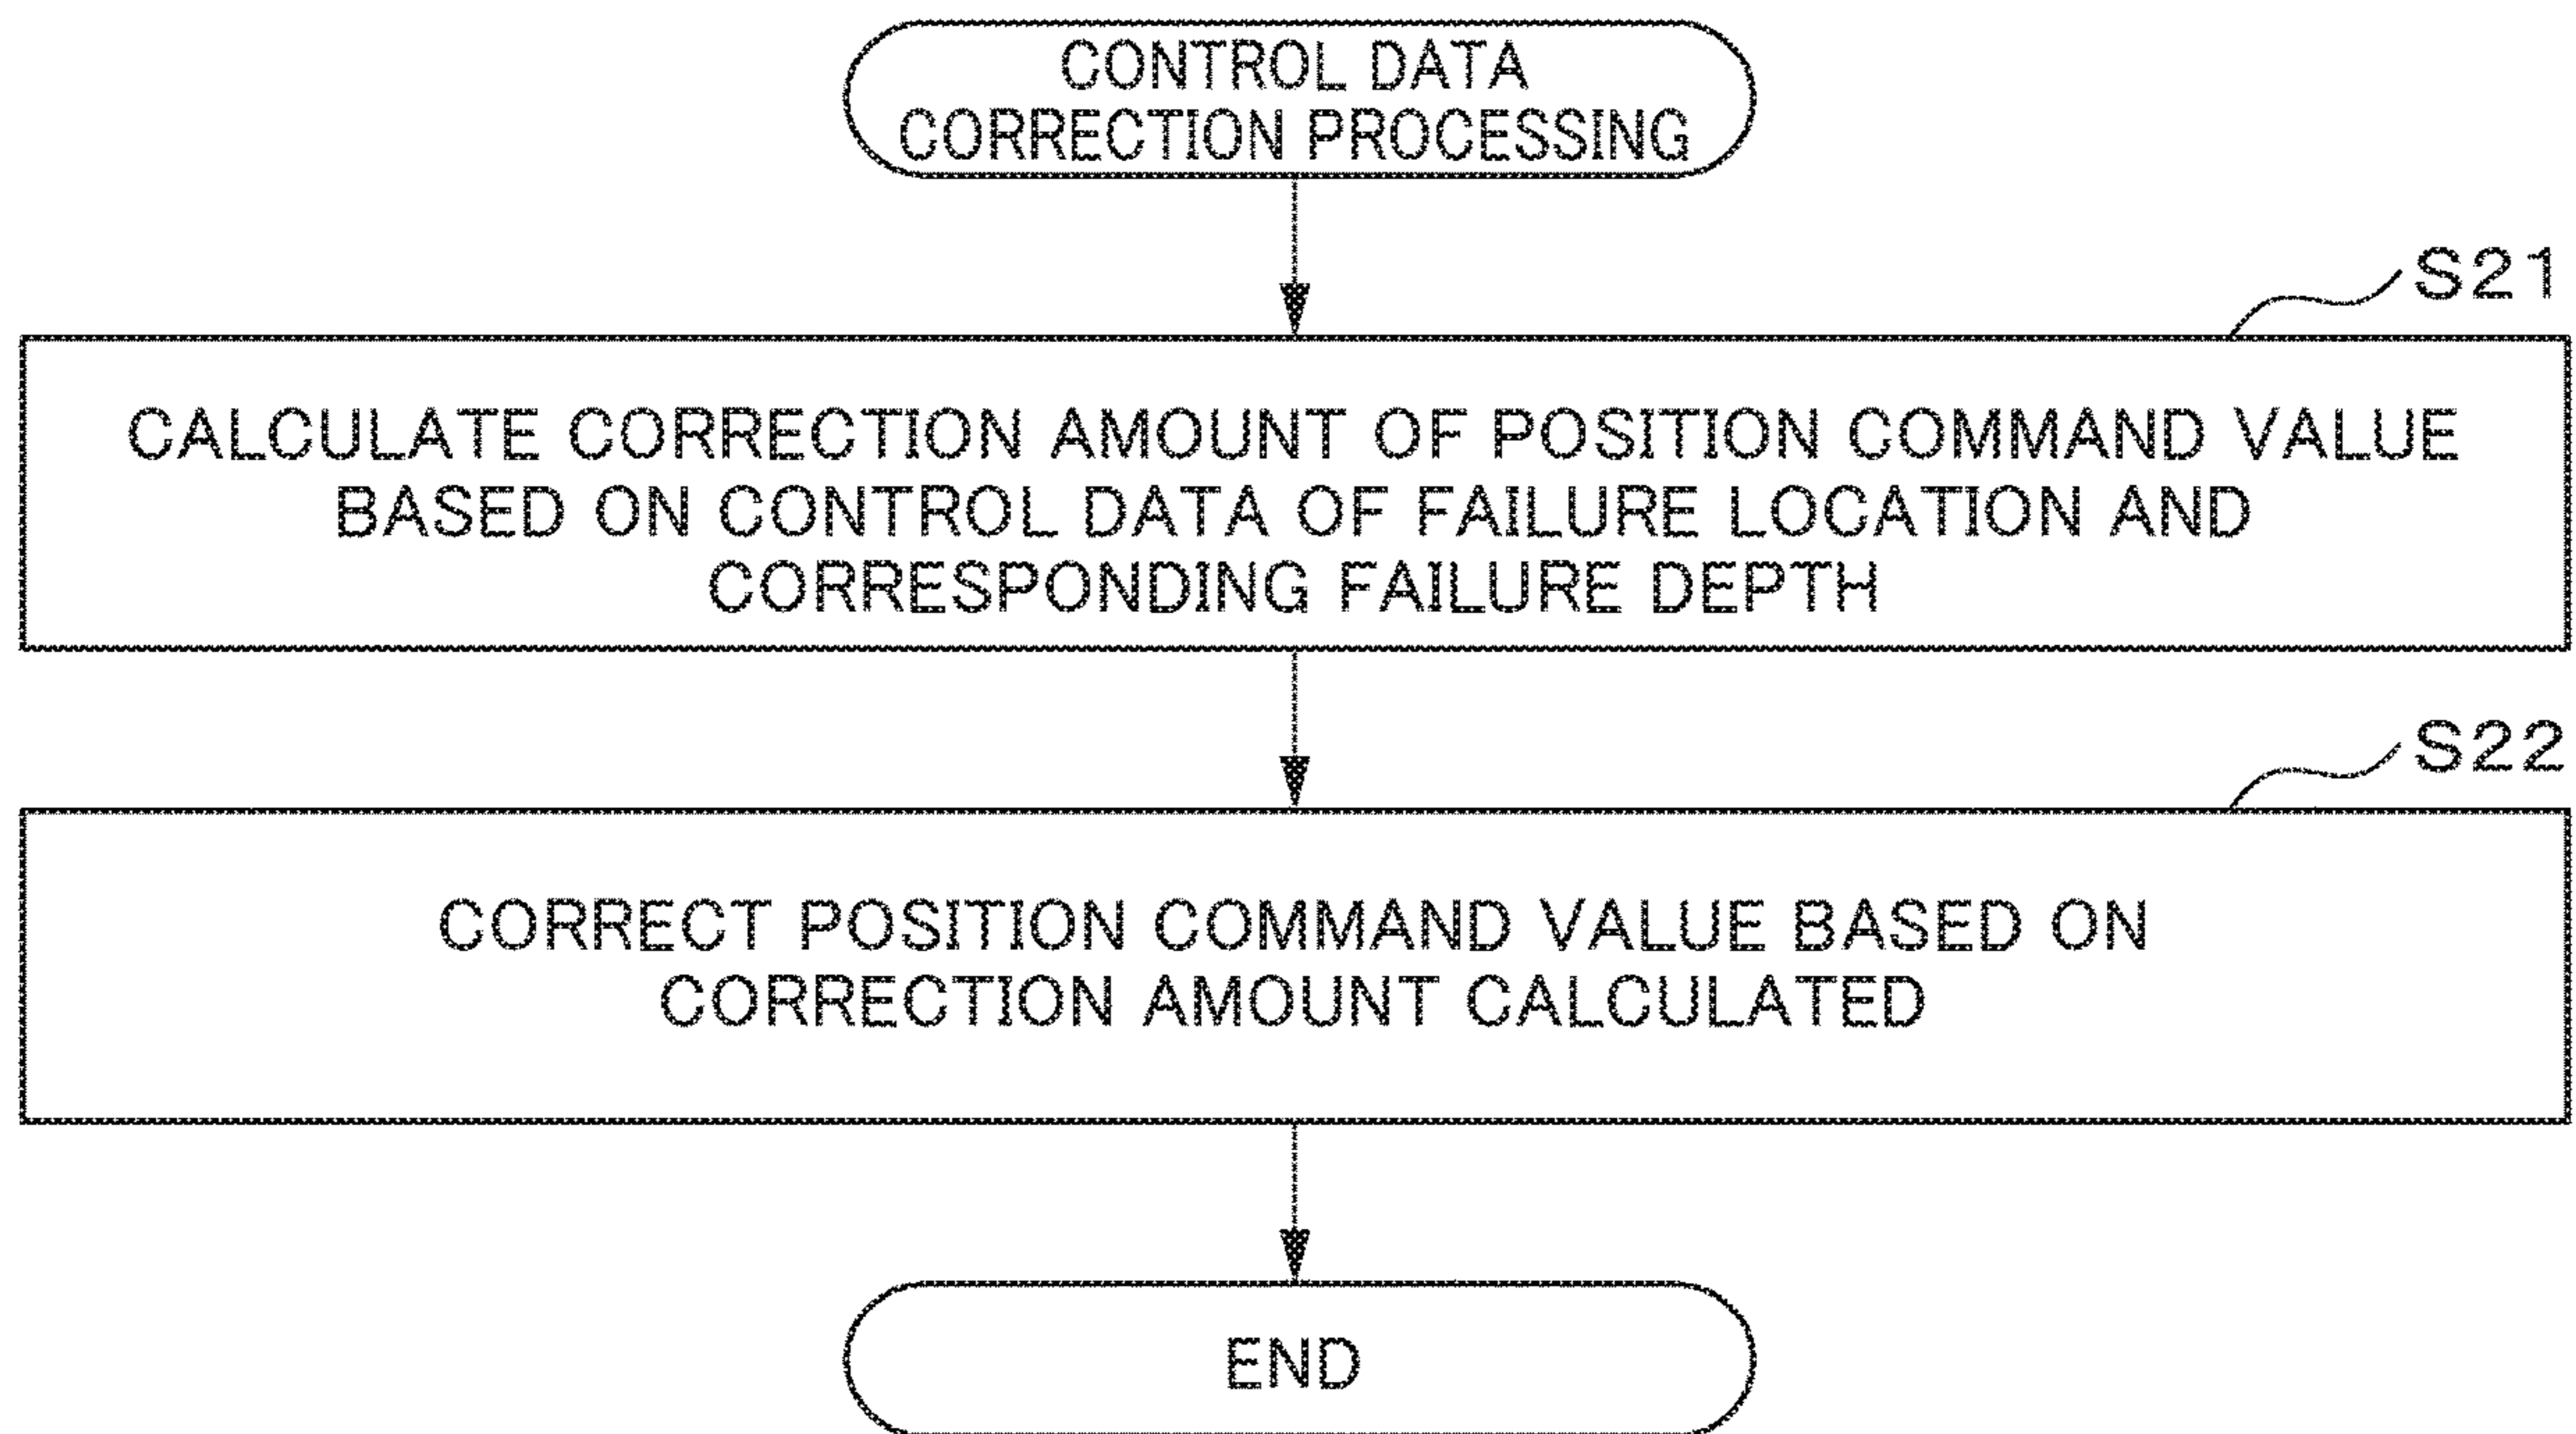 CONTROL DATA
CORRECTION PROCESSING
S21
CALCULATE CORRECTION AMOUNT OF POSITION COMMAND VALUE
BASED ON CONTROL DATA OF FAILURE LOCATION AND
CORRESPONDING FAILURE DEPTH
S22
CORRECT POSITION COMMAND VALUE BASED ON
CORRECTION AMOUNT CALCULATED
END